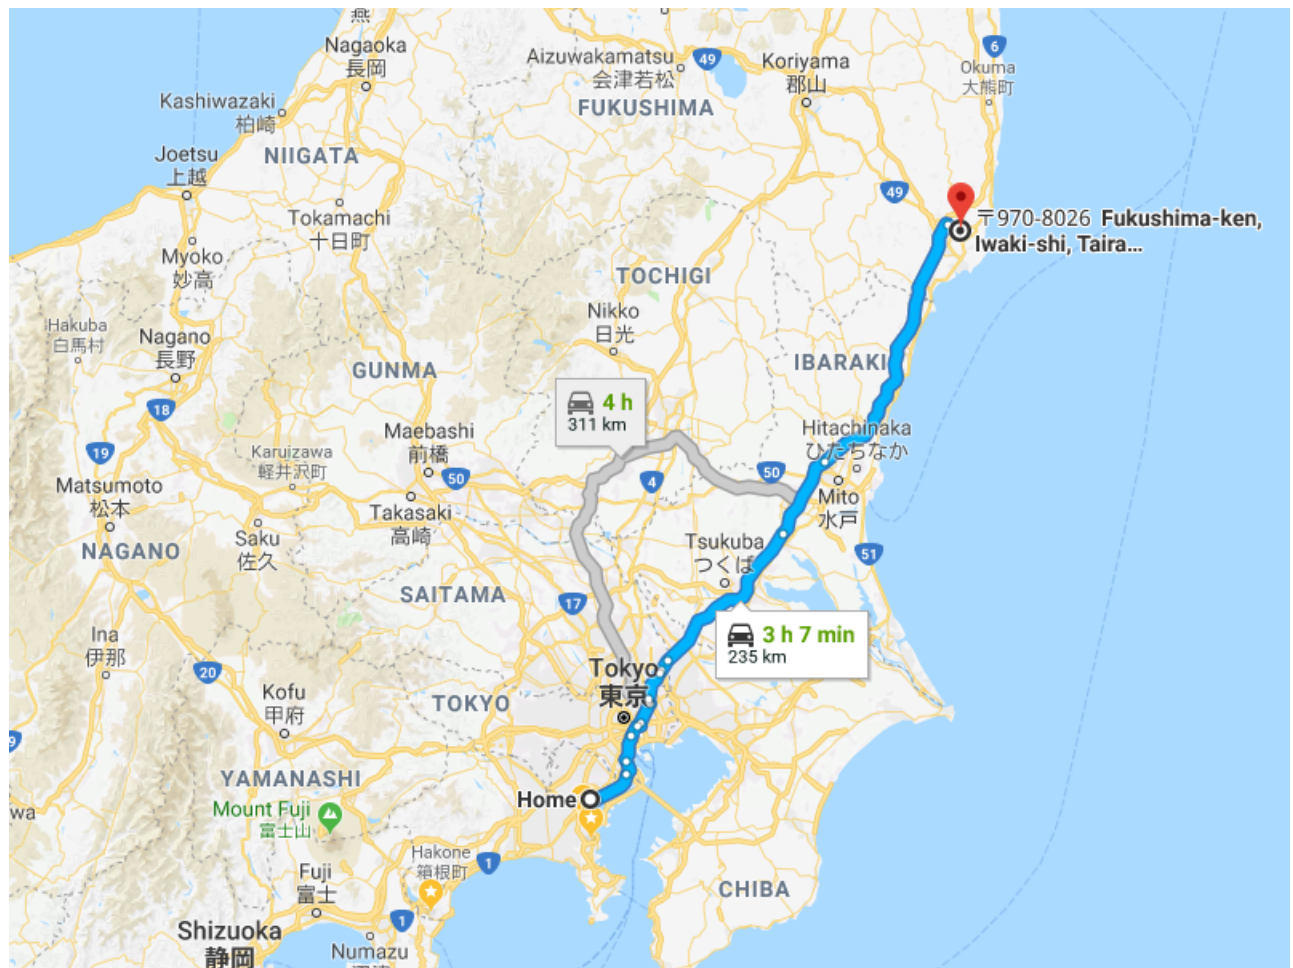 燕
Nagaoka
長岡
Aizuwakamatsu
会津若松
49
Koriyama
郡山
6
Okuma
大熊町
FUKUSHIMA
Kashiwazaki
柏崎
Joetsu
上越
NIIGATA
Tokamachi
十日町
49
〒970-8026 Fukushima-ken,
Iwaki-shi, Taira...
Myoko
妙高
TOCHIGI
Nikko
日光
Hakuba
白馬村
Nagano
長野
GUNMA
IBARAKI
4 h
311 km
18
19
Maebashi
前橋
Hitachinaka
ひたちなか
Karuizawa
軽井沢町
50
4
50
Matsumoto
松本
Takasaki
高崎
Mito
水戸
Saku
佐久
NAGANO
Tsukuba
つくば
51
SAITAMA
17
Ina
伊那
3 h 7 min
235 km
20
Tokyo
東京
Kofu
甲府
TOKYO
YAMANASHI
Home
wa
Mount Fuji
富士山
Hakone
箱根町
1
Fuji
富士
CHIBA
1
Shizuoka
静岡
Numazu